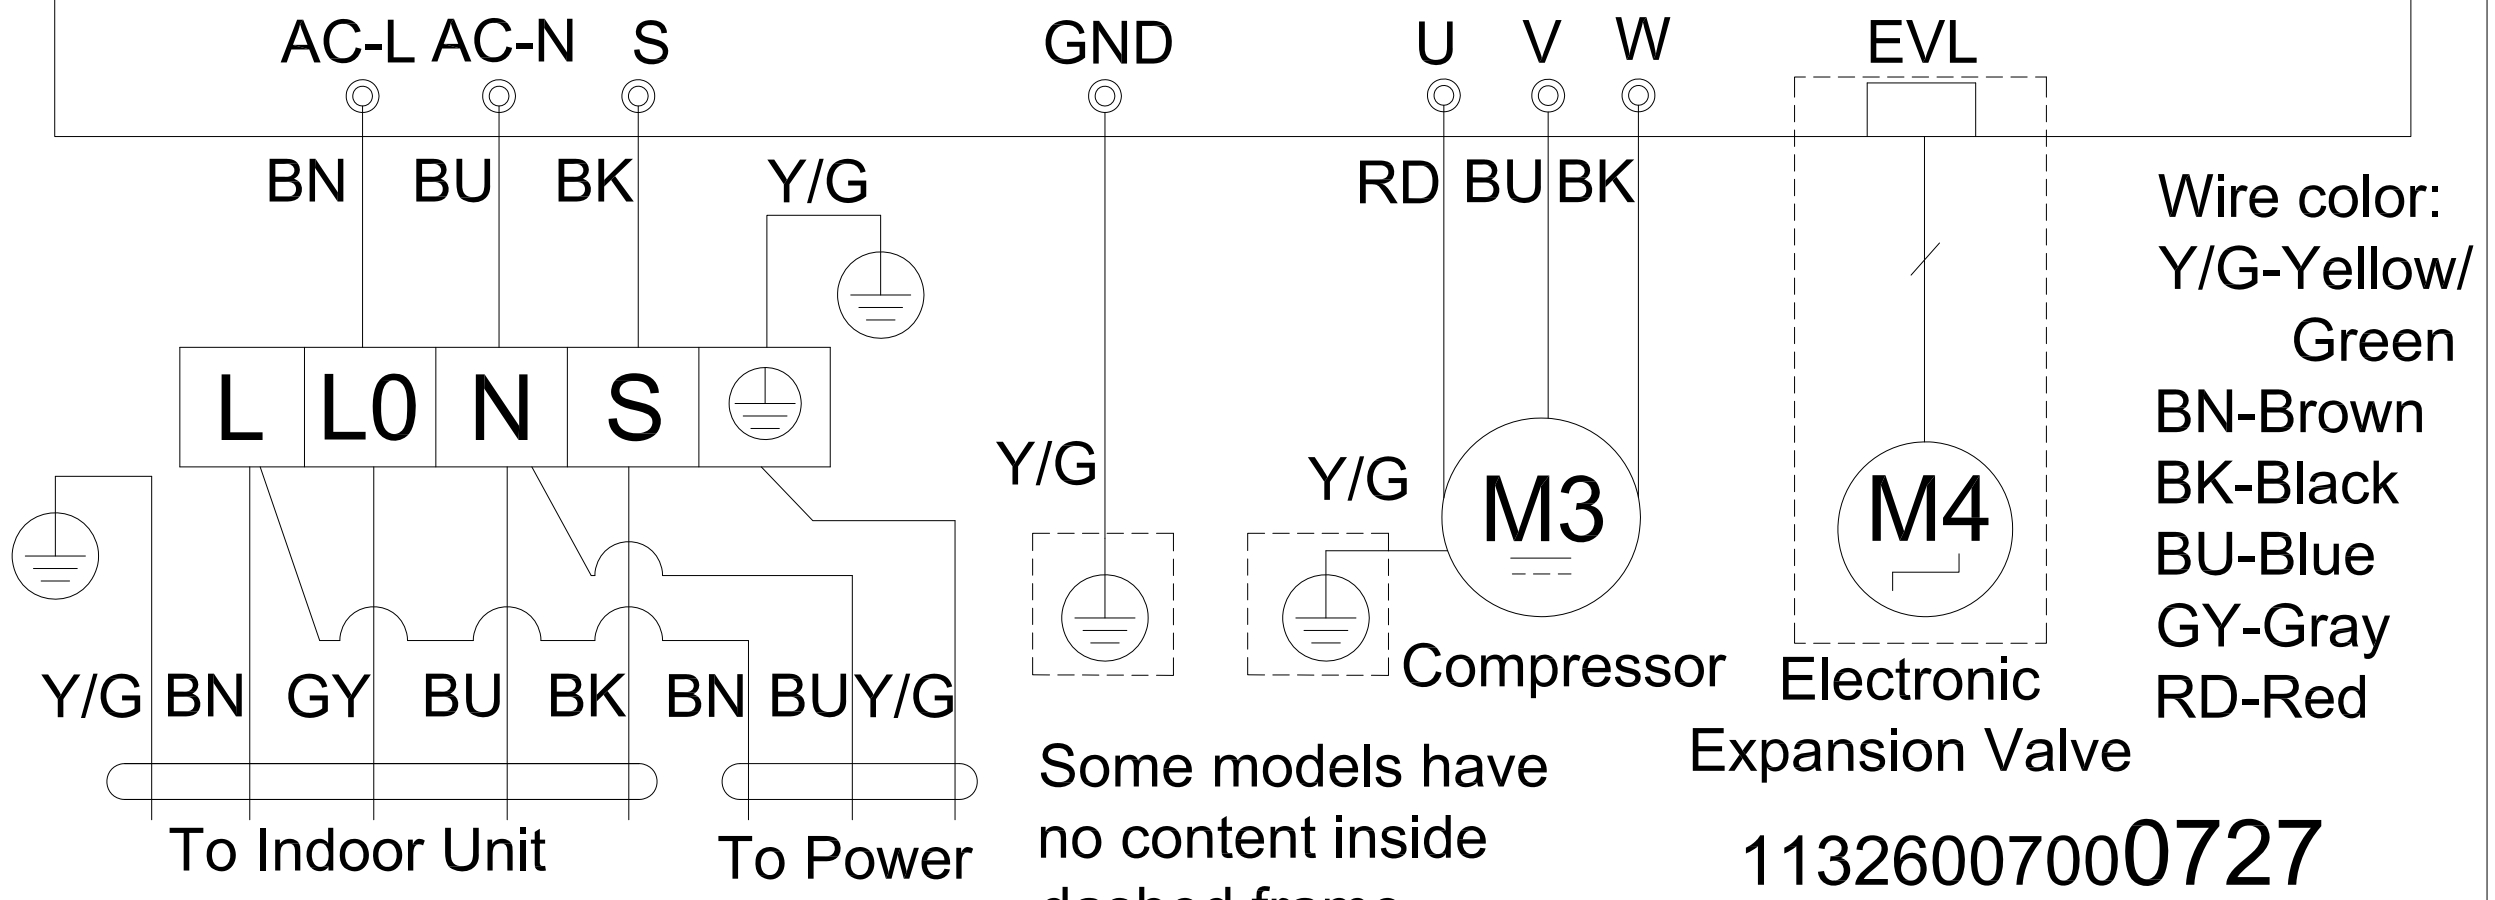 AC-L AC-N S GND U V W EVL
BN BU BK Y/G RD BU BK
Wire color:
Y/G-Yellow/
Green
BN-Brown
BK-Black
BU-Blue
GY-Gray
RD-Red
L L0 N S
Y/G Y/G M3 M4
Y/G BN GY BU BK BN BU Y/G
Compressor
Electronic
Expansion Valve
To Indoor Unit
To Power
Some models have
no content inside
dashed frame
11326007000727